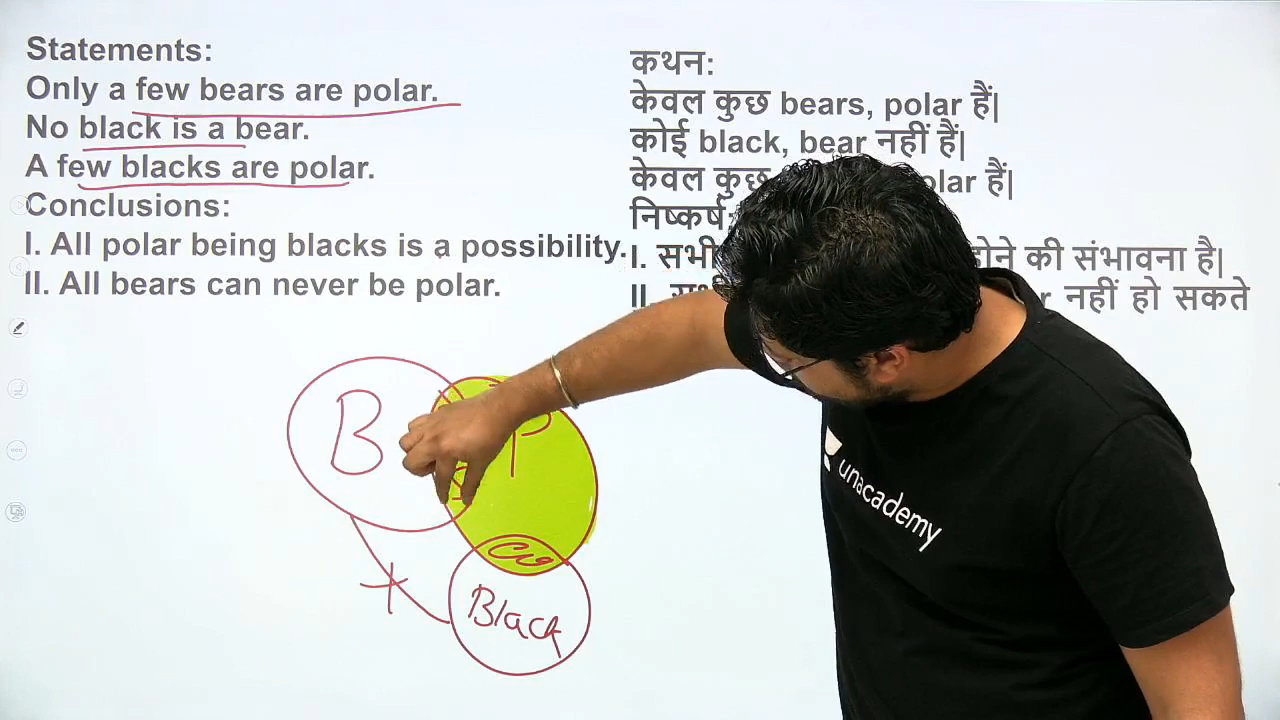 Statements:
Only a few bears are polar.
No black is a bear.
A few blacks are polar.
Conclusions:
I. All polar being blacks is a possibility.
II. All bears can never be polar.
कथन:
केवल कुछ bears, polar हैं|
कोई black, bear नहीं हैं|
केवल कुछ polar हैं|
निष्कर्ष
I. सभी होने की संभावना है|
II. नहीं हो सकते
B
P
Black
unacademy